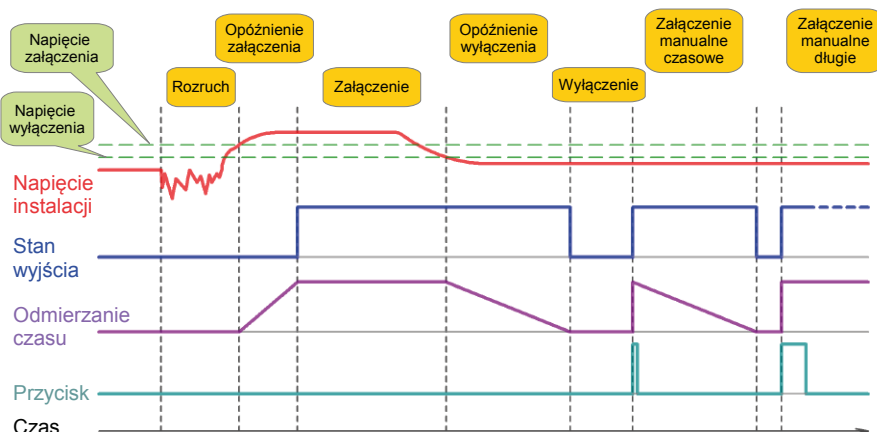 Napięcie
załączenia
Napięcie
wyłączenia
Rozruch
Opóźnienie
załączenia
Załączenie
Opóźnienie
wyłączenia
Wyłączenie
Załączenie
manualne
czasowe
Załączenie
manualne
długie
Napięcie
instalacji
Stan
wyjścia
Odmierzanie
czasu
Przycisk
Czas